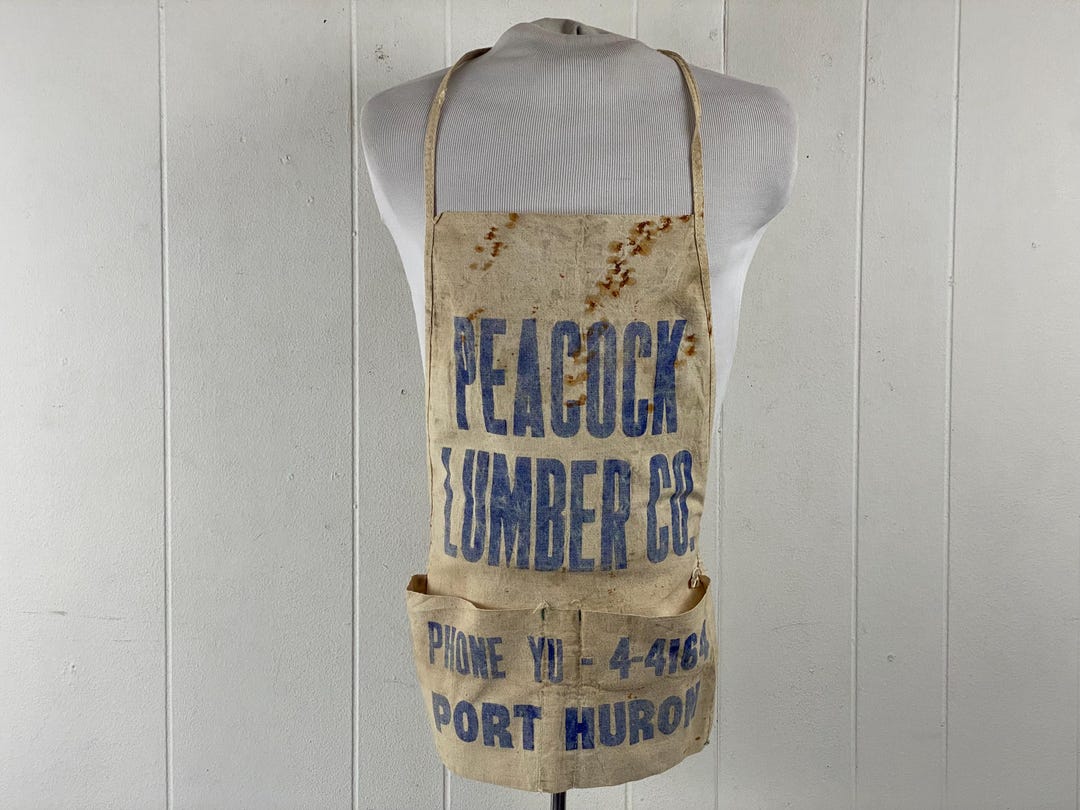 PEACOCK
LUMBER CO.
PHONE YU - 4-4164
PORT HURON